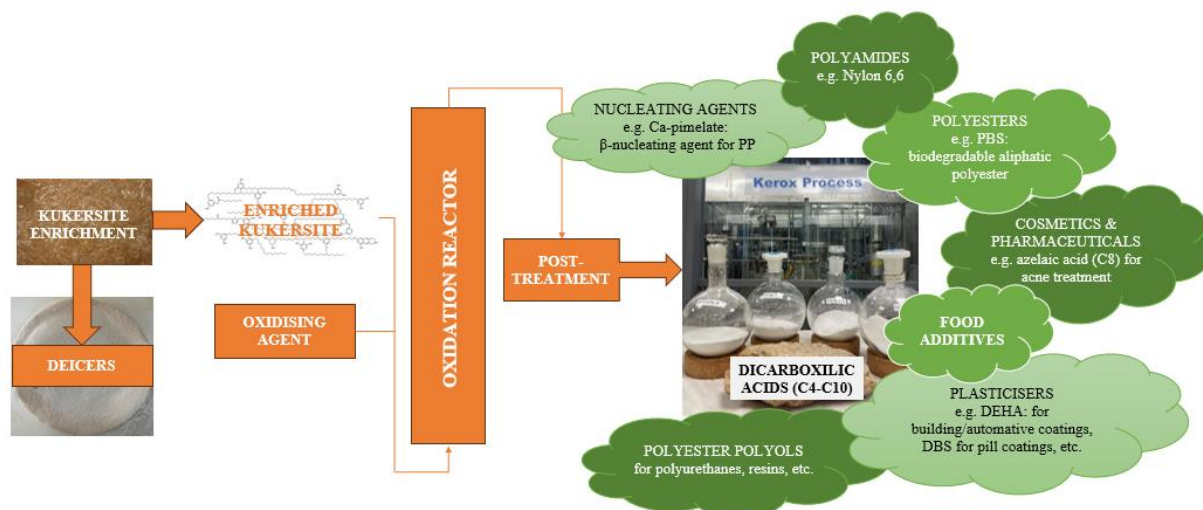 KUKERSITE
ENRICHMENT
DEICERS
ENRICHED
KUKERSITE
OXIDISING
AGENT
OXIDATION REACTOR
POST-
TREATMENT
Kerox Process
DICARBOXILIC
ACIDS (C4-C10)
NUCLEATING AGENTS
e.g. Ca-pimelate:
β-nucleating agent for PP
POLYAMIDES
e.g. Nylon 6,6
POLYESTERS
e.g. PBS:
biodegradable aliphatic
polyester
COSMETICS &
PHARMACEUTICALS
e.g. azelaic acid (C8) for
acne treatment
FOOD
ADDITIVES
PLASTICISERS
e.g. DEHA: for
building/automative coatings,
DBS for pill coatings, etc.
POLYESTER POLYOLS
for polyurethanes, resins, etc.